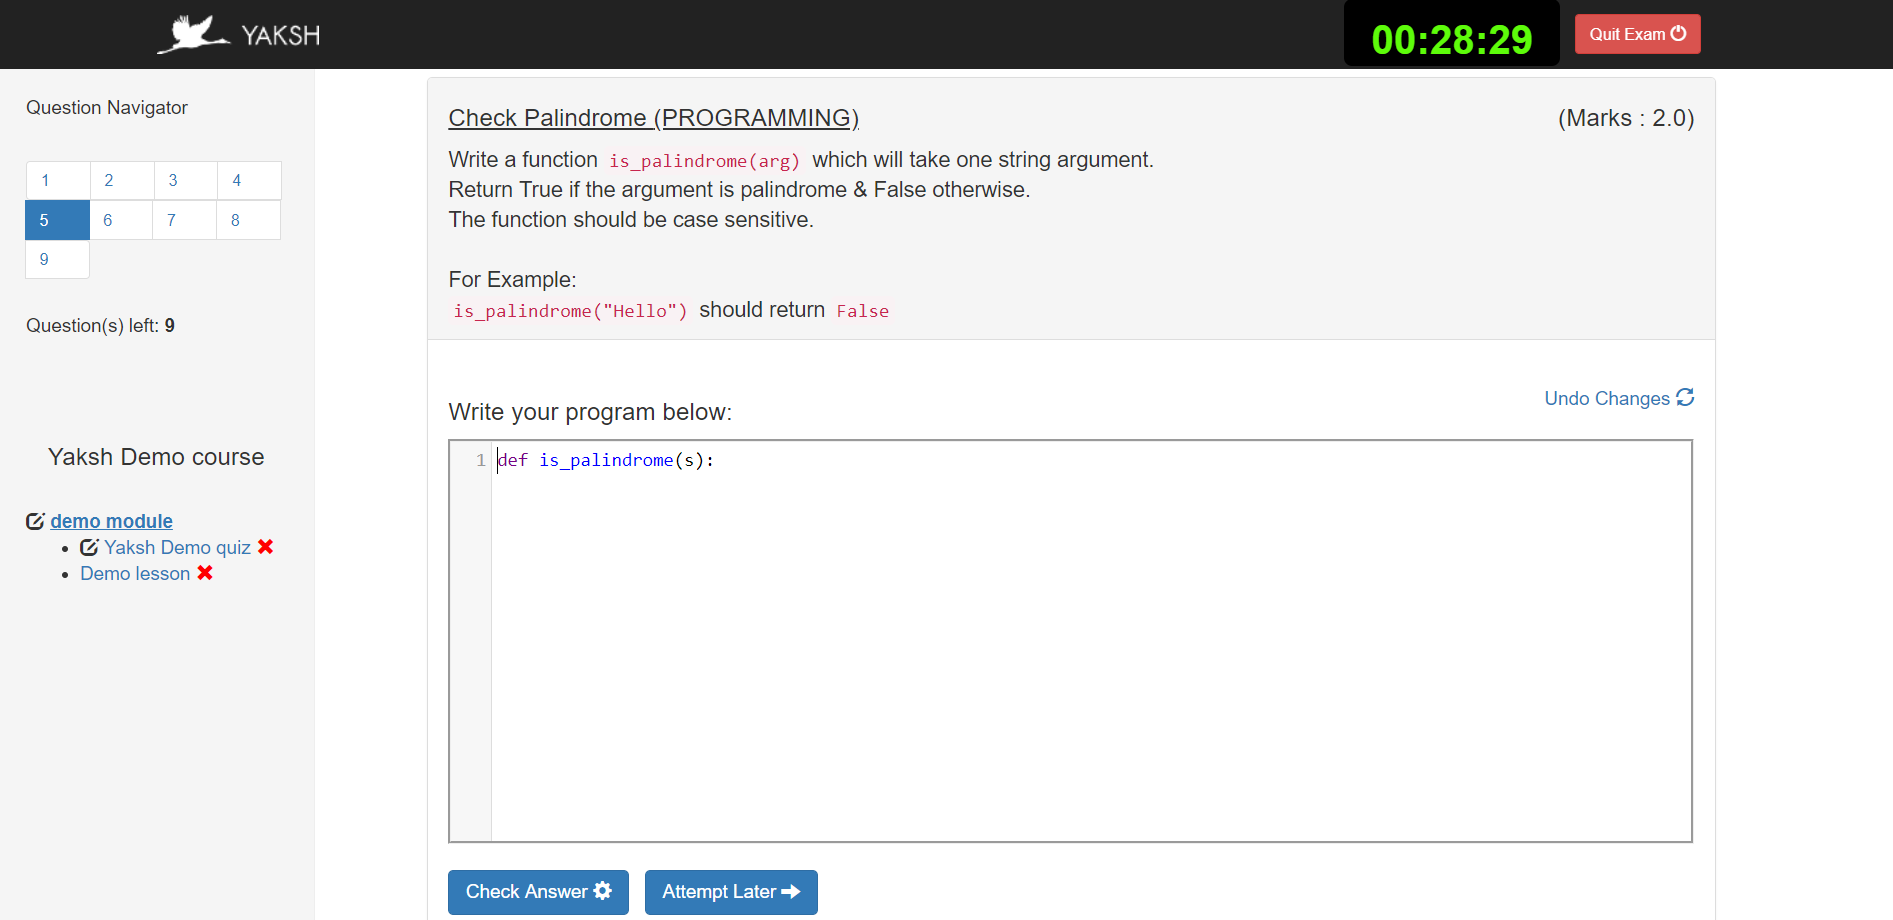 YAKSH
00:28:29
Quit Exam
Question Navigator
1 2 3 4
5 6 7 8
9
Question(s) left: 9
Yaksh Demo course
demo module
Yaksh Demo quiz
Demo lesson
Check Palindrome (PROGRAMMING)
(Marks : 2.0)
Write a function is_palindrome(arg) which will take one string argument.
Return True if the argument is palindrome & False otherwise.
The function should be case sensitive.
For Example:
is_palindrome("Hello") should return False
Undo Changes
Write your program below:
1 def is_palindrome(s):
Check Answer
Attempt Later